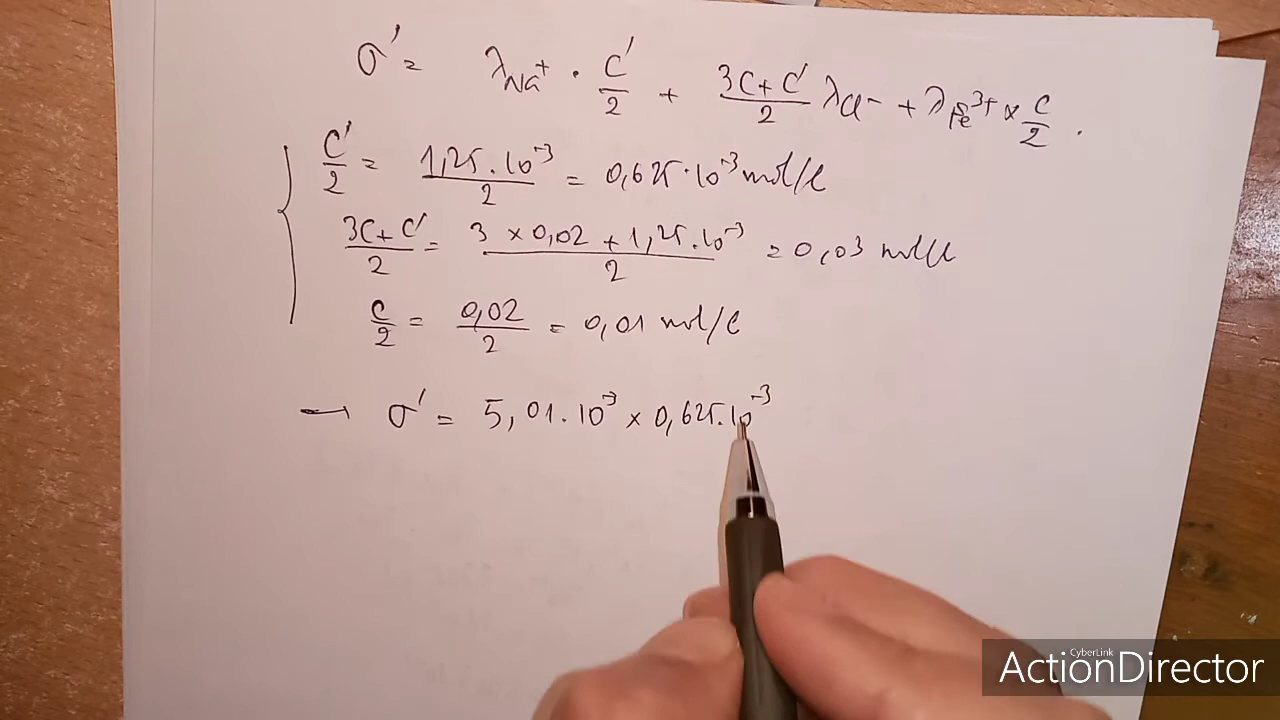 σ' = λNa⁺ · C'/2 + (3C+C')/2 λCl⁻ + λFe³⁺ × C/2 .
C'/2 = 1,25.10⁻³/2 = 0,625.10⁻³ mol/l
(3C+C')/2 = (3 × 0,02 + 1,25.10⁻³)/2 = 0,03 mol/l
C/2 = 0,02/2 = 0,01 mol/l
→ σ' = 5,01.10⁻³ × 0,625.10⁻³
CyberLink
ActionDirector